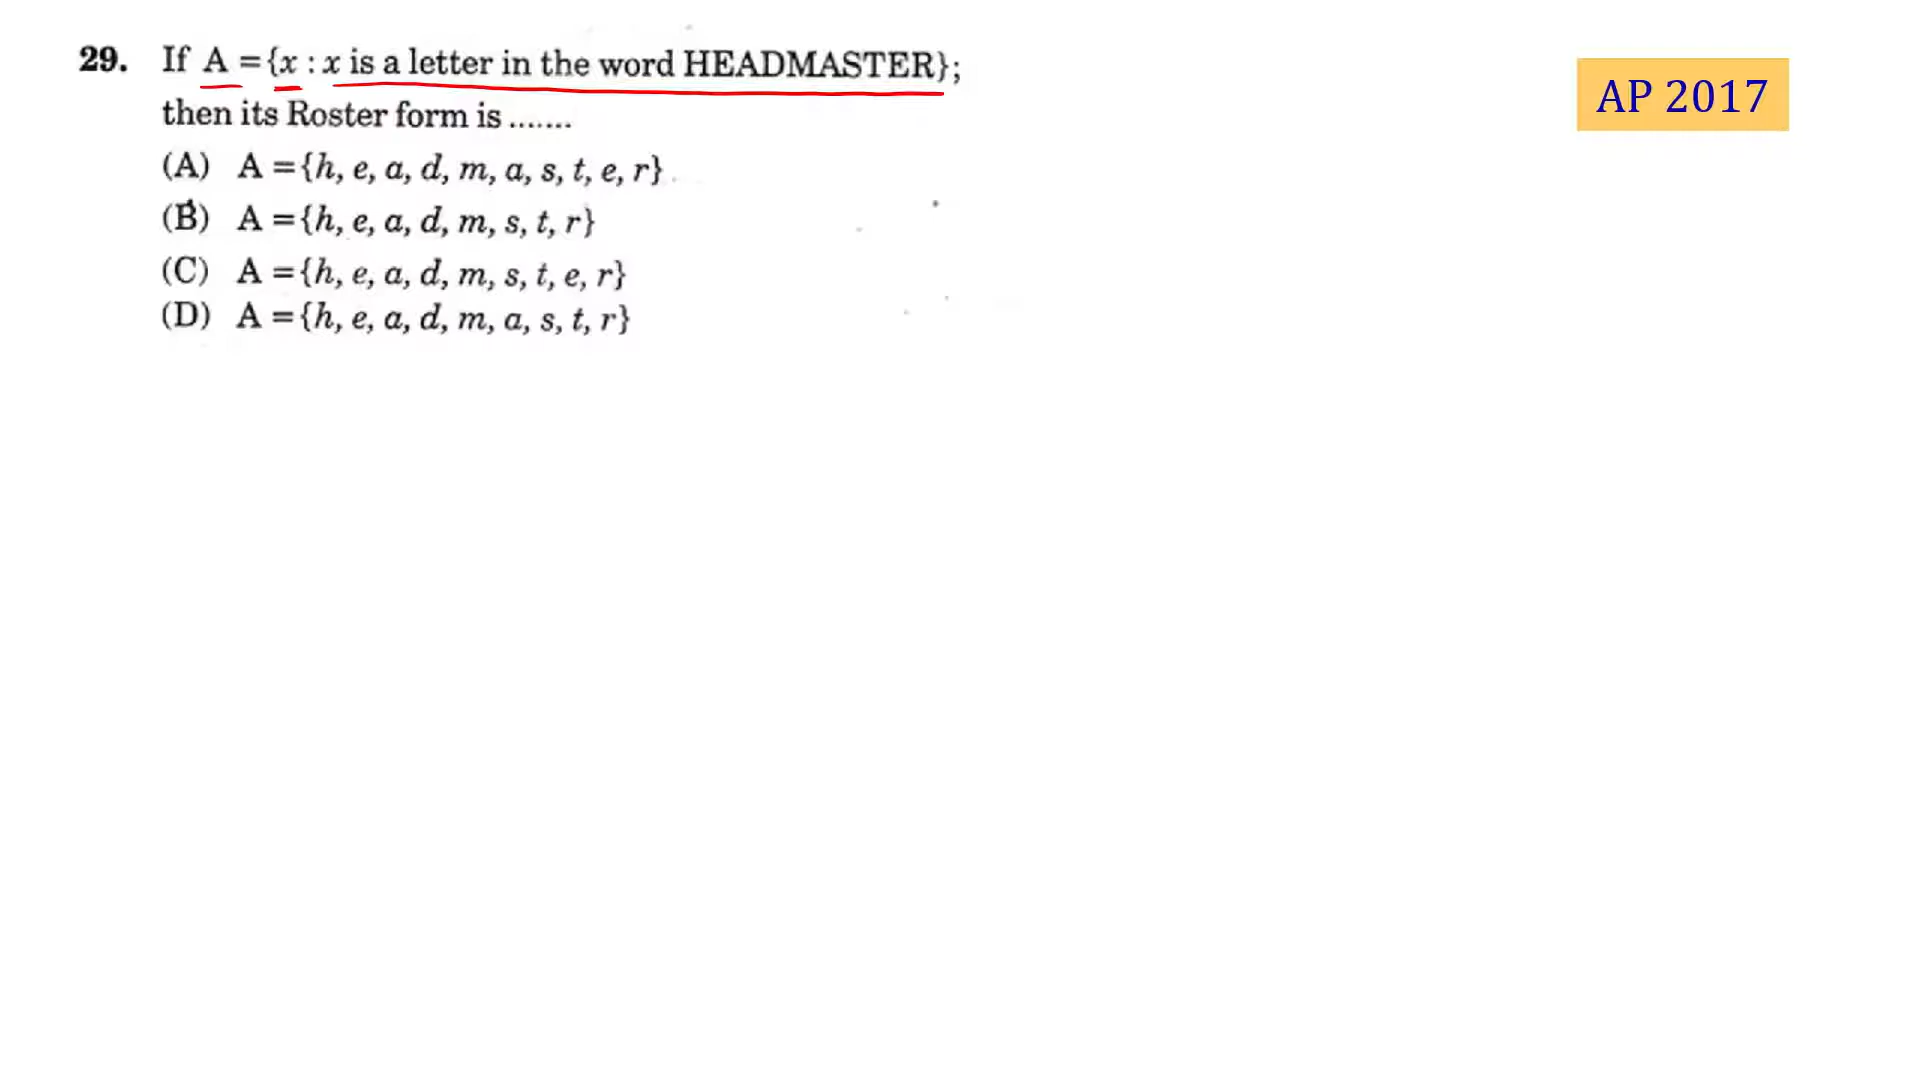 29. If A = {x : x is a letter in the word HEADMASTER};
AP 2017
then its Roster form is .......
(A) A = {h, e, a, d, m, a, s, t, e, r}
(B) A = {h, e, a, d, m, s, t, r}
(C) A = {h, e, a, d, m, s, t, e, r}
(D) A = {h, e, a, d, m, a, s, t, r}